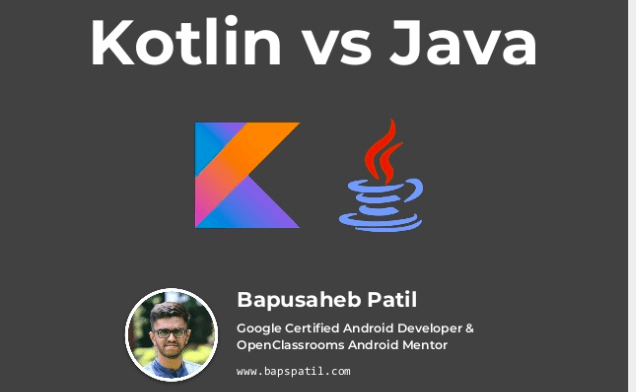 Kotlin vs Java
Bapusaheb Patil
Google Certified Android Developer &
OpenClassrooms Android Mentor
www.bapspatil.com